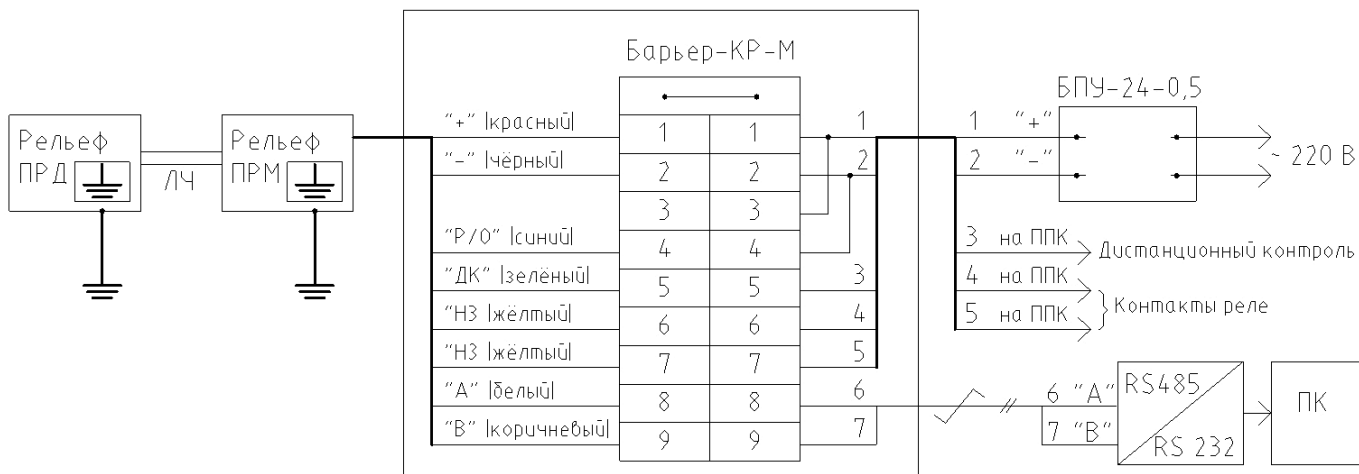 Барьер-КР-М
БПУ-24-0,5
Рельеф
ПРД
ЛЧ
Рельеф
ПРМ
"+" |красный|
"-" |чёрный|
"Р/О" |синий|
"ДК" |зелёный|
"НЗ |жёлтый|
"НЗ |жёлтый|
"А" |белый|
"В" |коричневый|
1 1
2 2
3 3
4 4
5 5
6 6
7 7
8 8
9 9
1
2
3
4
5
6
7
1 "+"
2 "-"
~ 220 В
3 на ППК
Дистанционный контроль
4 на ППК
5 на ППК
Контакты реле
6 "А"
7 "В"
RS485
RS 232
ПК